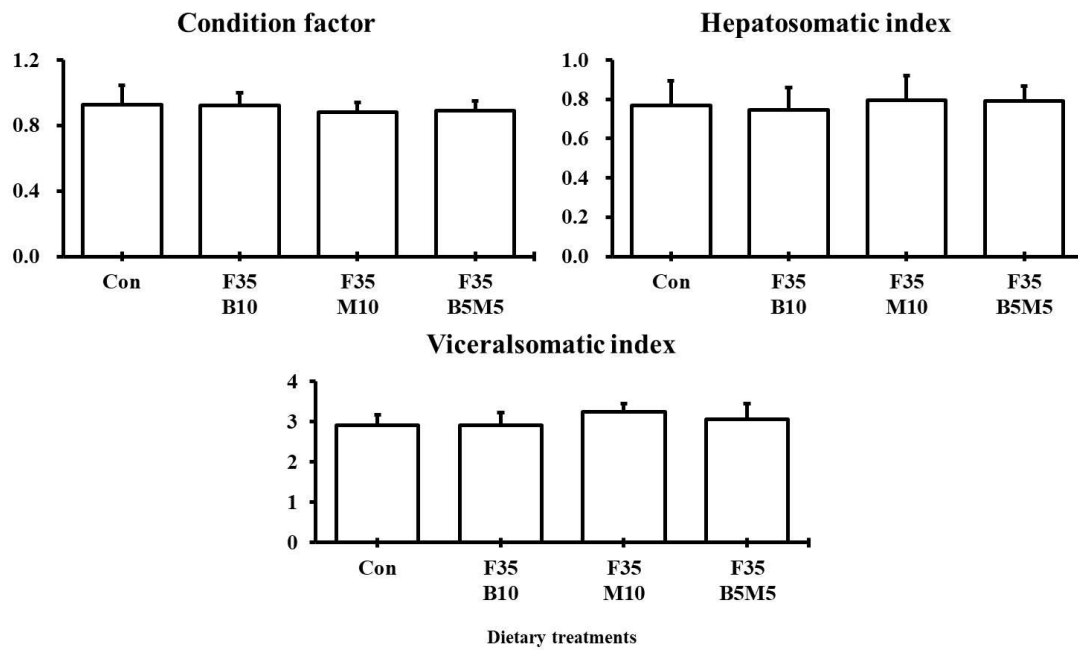 Condition factor
1.2
0.8
0.4
0.0
Con
F35
B10
F35
M10
F35
B5M5
Hepatosomatic index
1.0
0.8
0.6
0.4
0.2
0.0
Con
F35
B10
F35
M10
F35
B5M5
Viceralsomatic index
4
3
2
1
0
Con
F35
B10
F35
M10
F35
B5M5
Dietary treatments